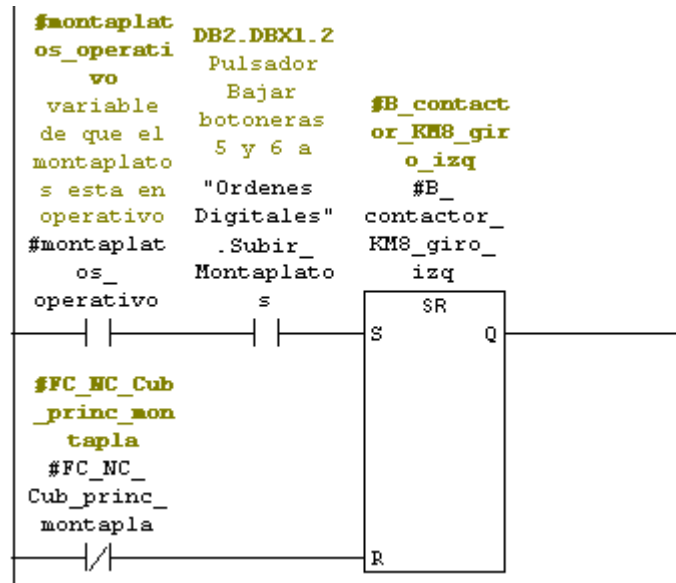 #montaplat
os_operati
vo
variable
de que el
montaplato
s esta en
operativo
#montaplat
os_
operativo
DB2.DBX1.2
Pulsador
Bajar
botoneras
5 y 6 a
"Ordenes
Digitales"
.Subir_
Montaplato
s
#B_contact
or_KM8_gir
o_izq
#B_
contactor_
KM8_giro_
izq
SR
S
Q
#FC_NC_Cub
_princ_mon
tapla
#FC_NC_
Cub_princ_
montapla
R